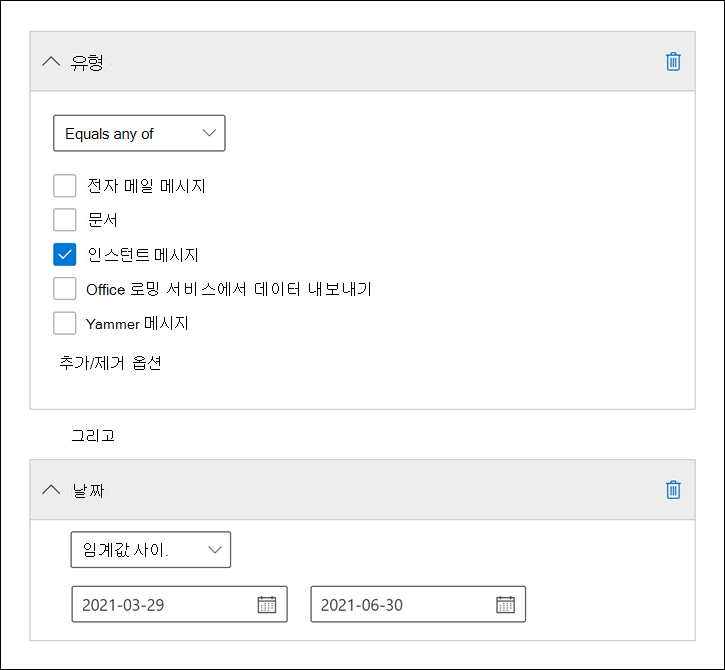 유형
Equals any of
전자 메일 메시지
문서
인스턴트 메시지
Office 로밍 서비스에서 데이터 내보내기
Yammer 메시지
추가/제거 옵션
그리고
날짜
임계값 사이.
2021-03-29
2021-06-30